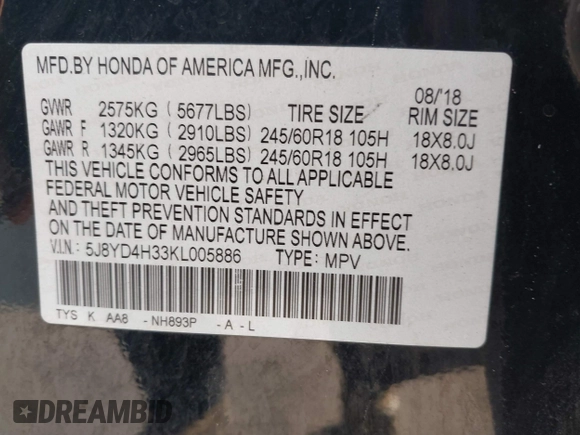 MFD.BY HONDA OF AMERICA MFG.,INC.
08/'18
GVWR 2575KG ( 5677LBS) TIRE SIZE RIM SIZE
GAWR F 1320KG ( 2910LBS) 245/60R18 105H 18X8.0J
GAWR R 1345KG ( 2965LBS) 245/60R18 105H 18X8.0J
THIS VEHICLE CONFORMS TO ALL APPLICABLE
FEDERAL MOTOR VEHICLE SAFETY
AND THEFT PREVENTION STANDARDS IN EFFECT
ON THE DATE OF MANUFACTURE SHOWN ABOVE.
V.I.N.: 5J8YD4H33KL005886 TYPE: MPV
TYS K AA8 -NH893P -A-L
DREAMBID